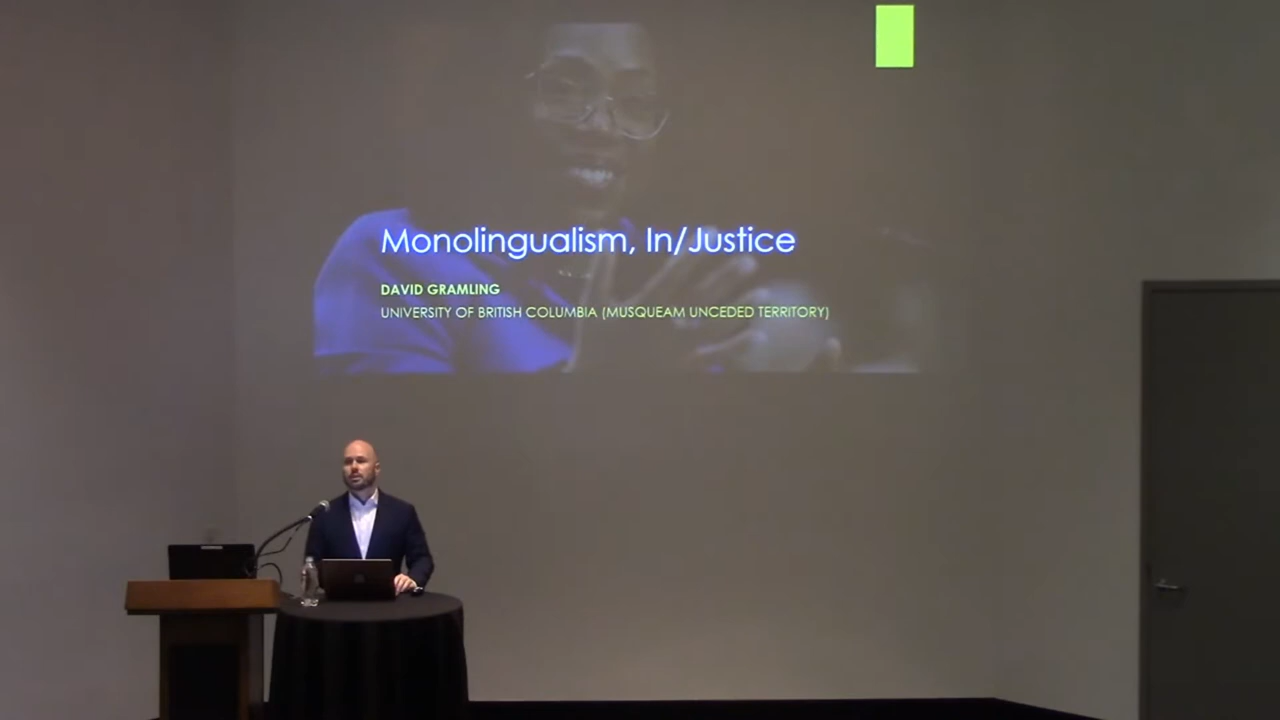 Monolingualism, In/Justice
DAVID GRAMLING
UNIVERSITY OF BRITISH COLUMBIA (MUSQUEAM UNCEDED TERRITORY)